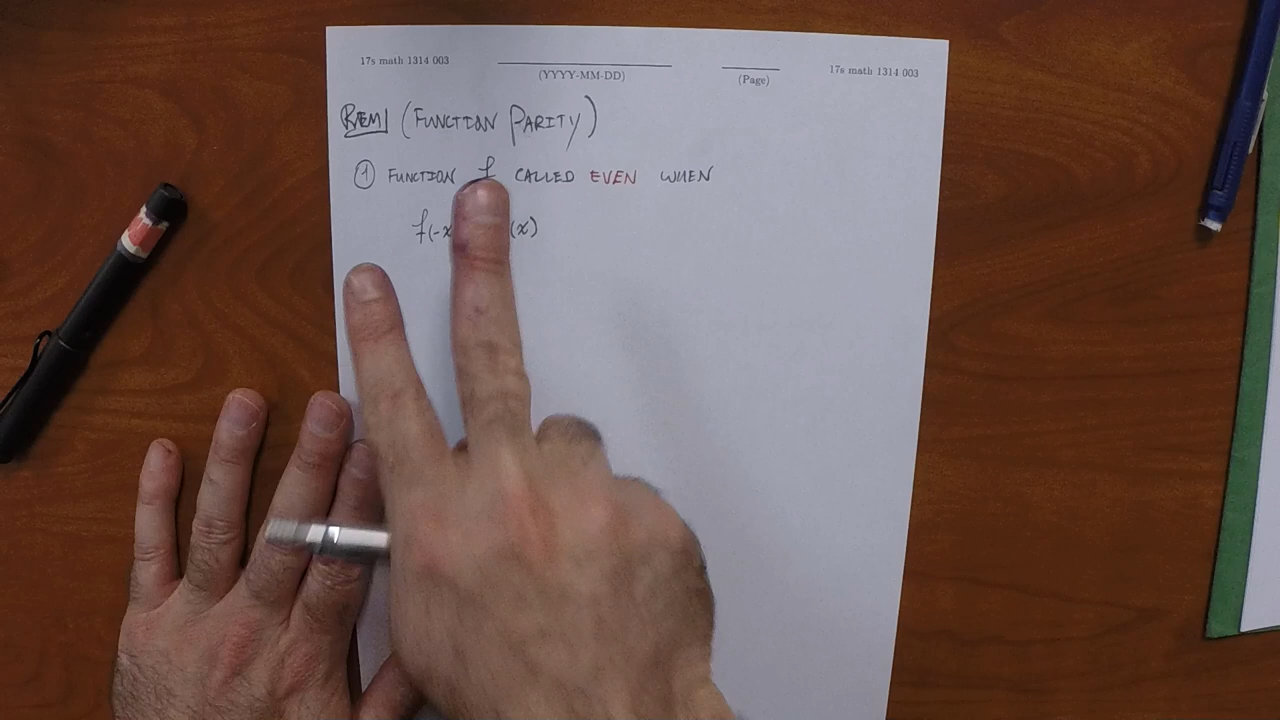 17s math 1314 003 (YYYY-MM-DD) (Page) 17s math 1314 003
REM (FUNCTION PARITY)
① FUNCTION f CALLED EVEN WHEN
f(-x (x)